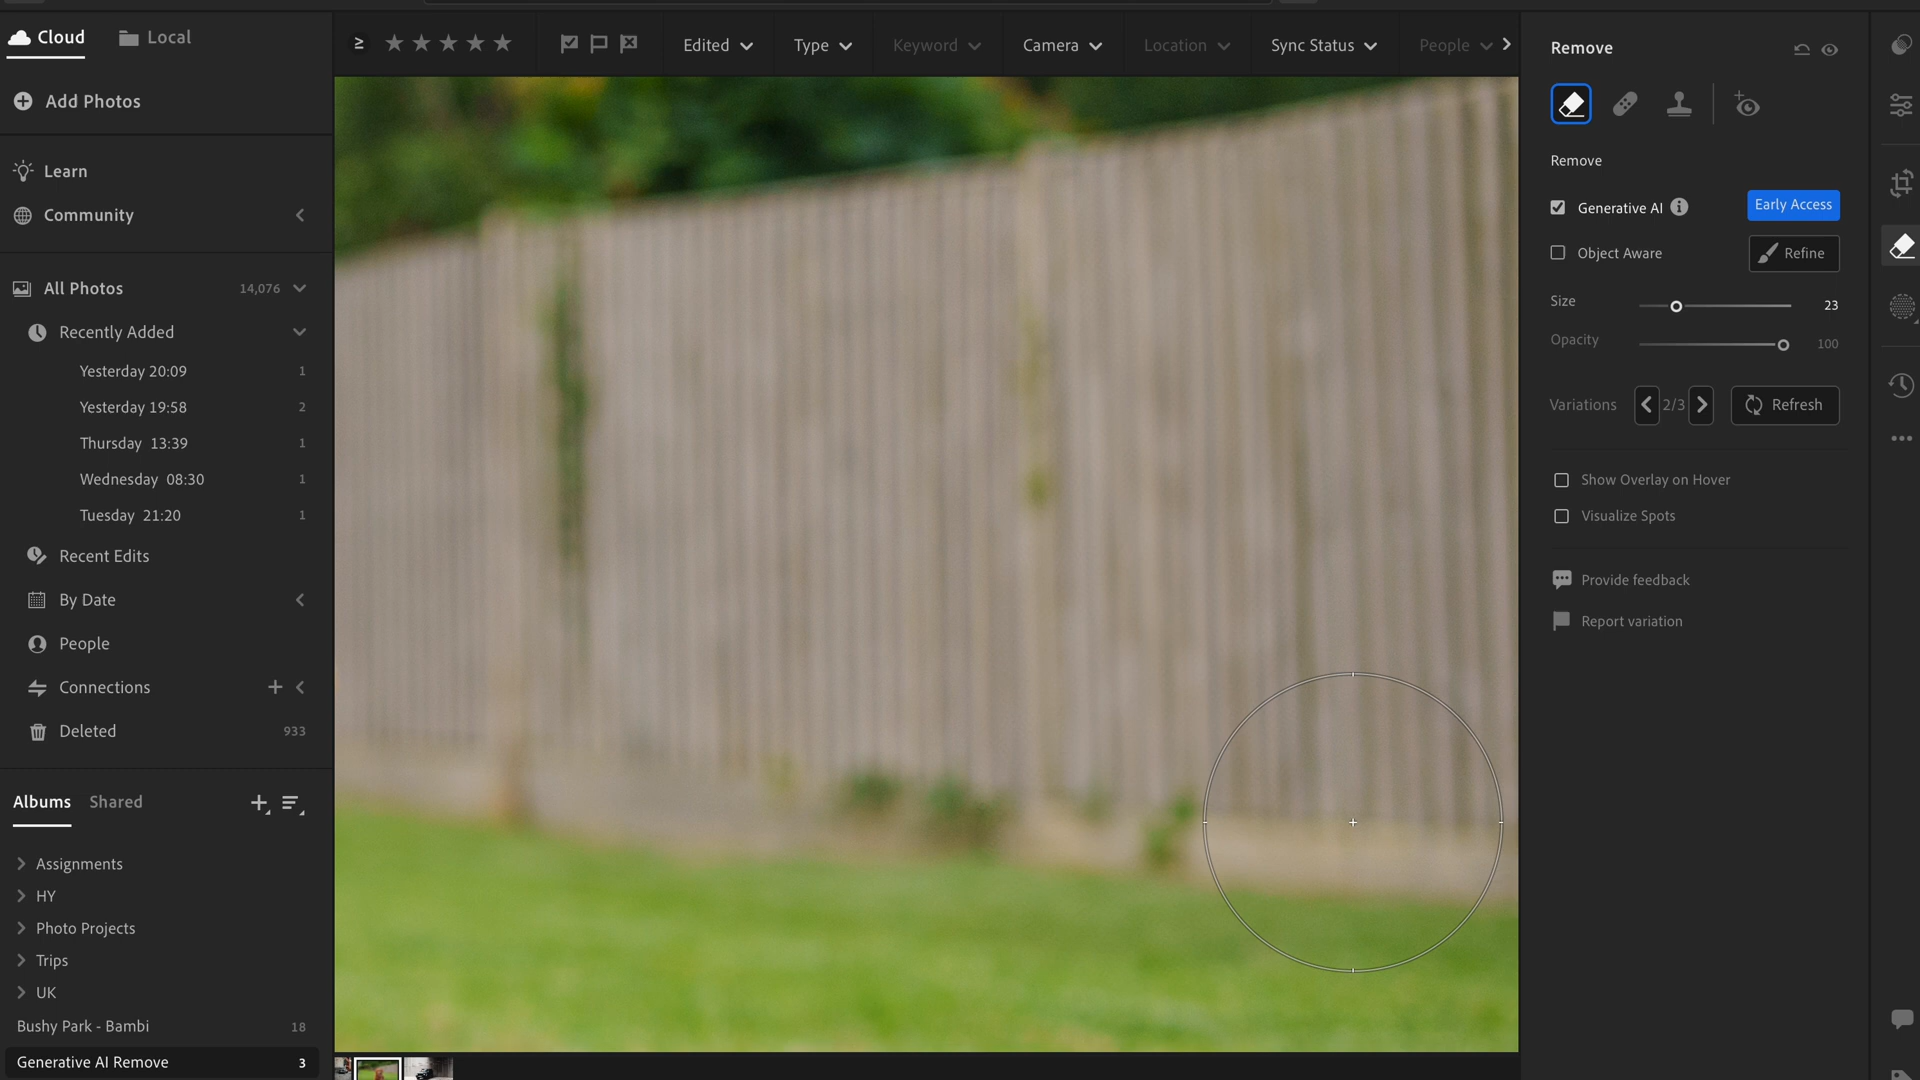 Cloud Local
≥ Edited Type Keyword Camera Location Sync Status People
Add Photos
Learn
Community
All Photos 14,076
Recently Added
Yesterday 20:09 1
Yesterday 19:58 2
Thursday 13:39 1
Wednesday 08:30 1
Tuesday 21:20 1
Recent Edits
By Date
People
Connections
Deleted 933
Albums Shared
Assignments
HY
Photo Projects
Trips
UK
Bushy Park - Bambi 18
Generative AI Remove 3
Remove
Remove
Generative AI Early Access
Object Aware Refine
Size 23
Opacity 100
Variations 2/3 Refresh
Show Overlay on Hover
Visualize Spots
Provide feedback
Report variation